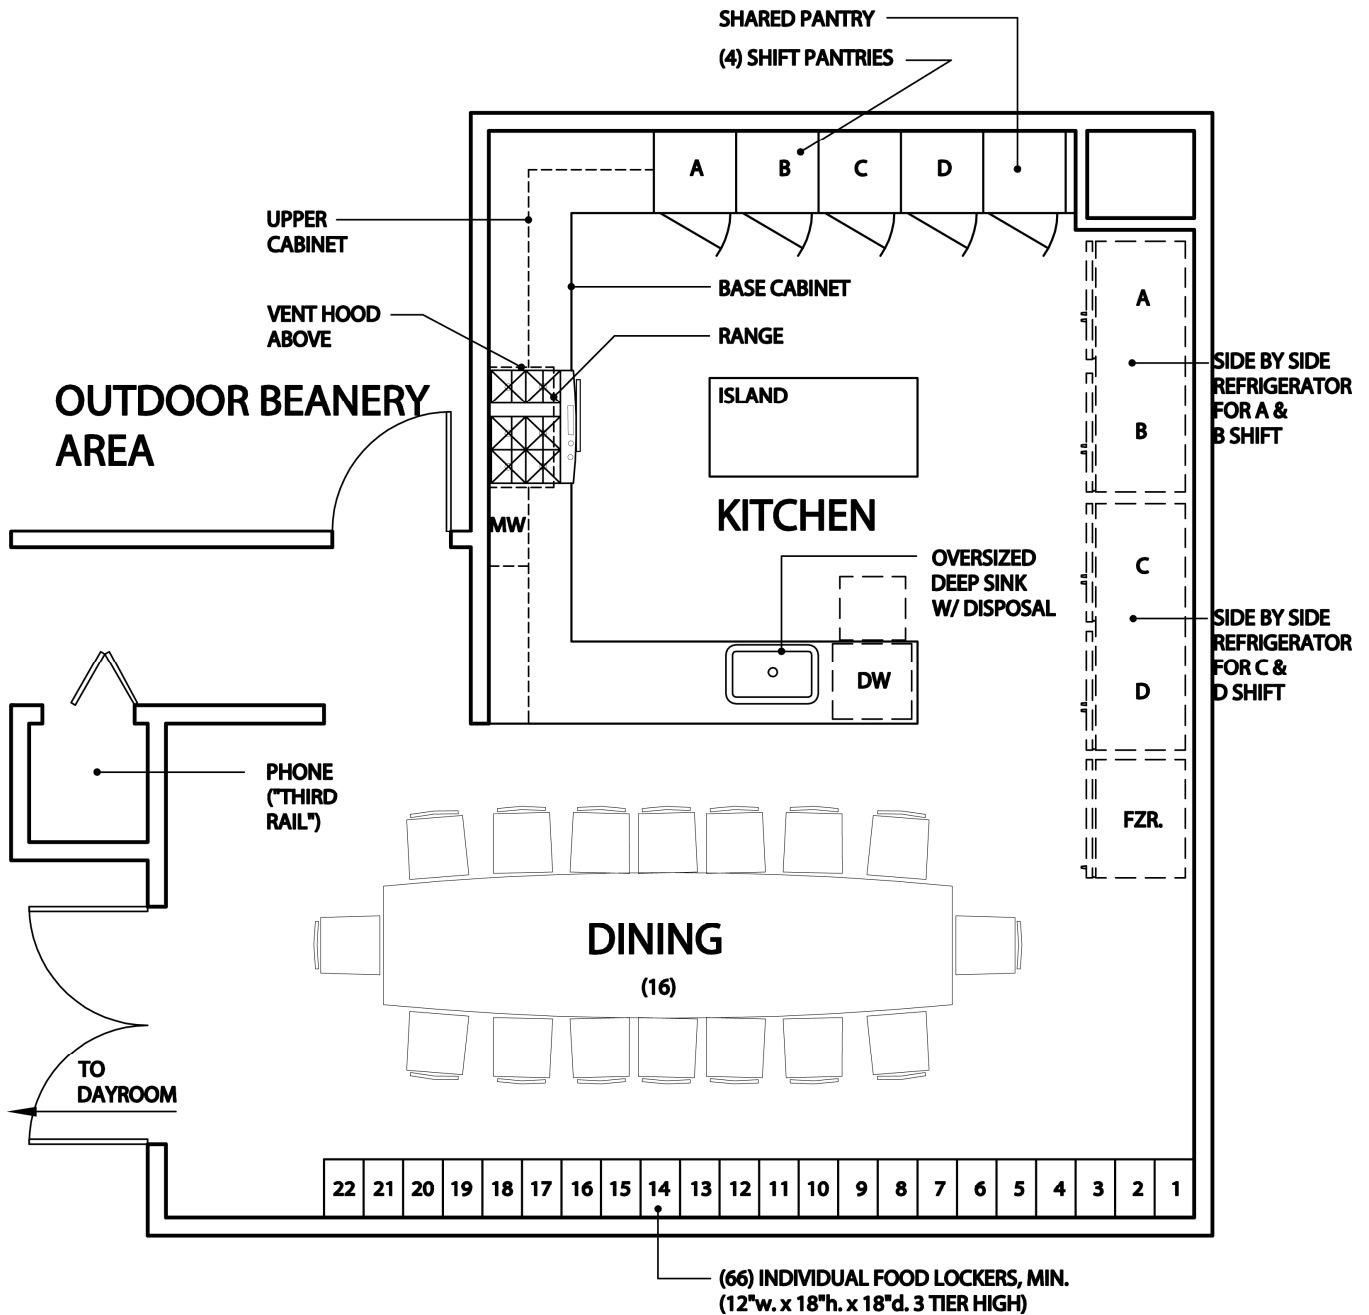 SHARED PANTRY
(4) SHIFT PANTRIES
A B C D
UPPER
CABINET
BASE CABINET
VENT HOOD
ABOVE
RANGE
A
SIDE BY SIDE
REFRIGERATOR
FOR A &
B SHIFT
B
OUTDOOR BEANERY
AREA
ISLAND
KITCHEN
MW
OVERSIZED
DEEP SINK
W/ DISPOSAL
C
SIDE BY SIDE
REFRIGERATOR
FOR C &
D SHIFT
D
DW
PHONE
("THIRD
RAIL")
FZR.
DINING
(16)
TO
DAYROOM
22 21 20 19 18 17 16 15 14 13 12 11 10 9 8 7 6 5 4 3 2 1
(66) INDIVIDUAL FOOD LOCKERS, MIN.
(12"w. x 18"h. x 18"d. 3 TIER HIGH)